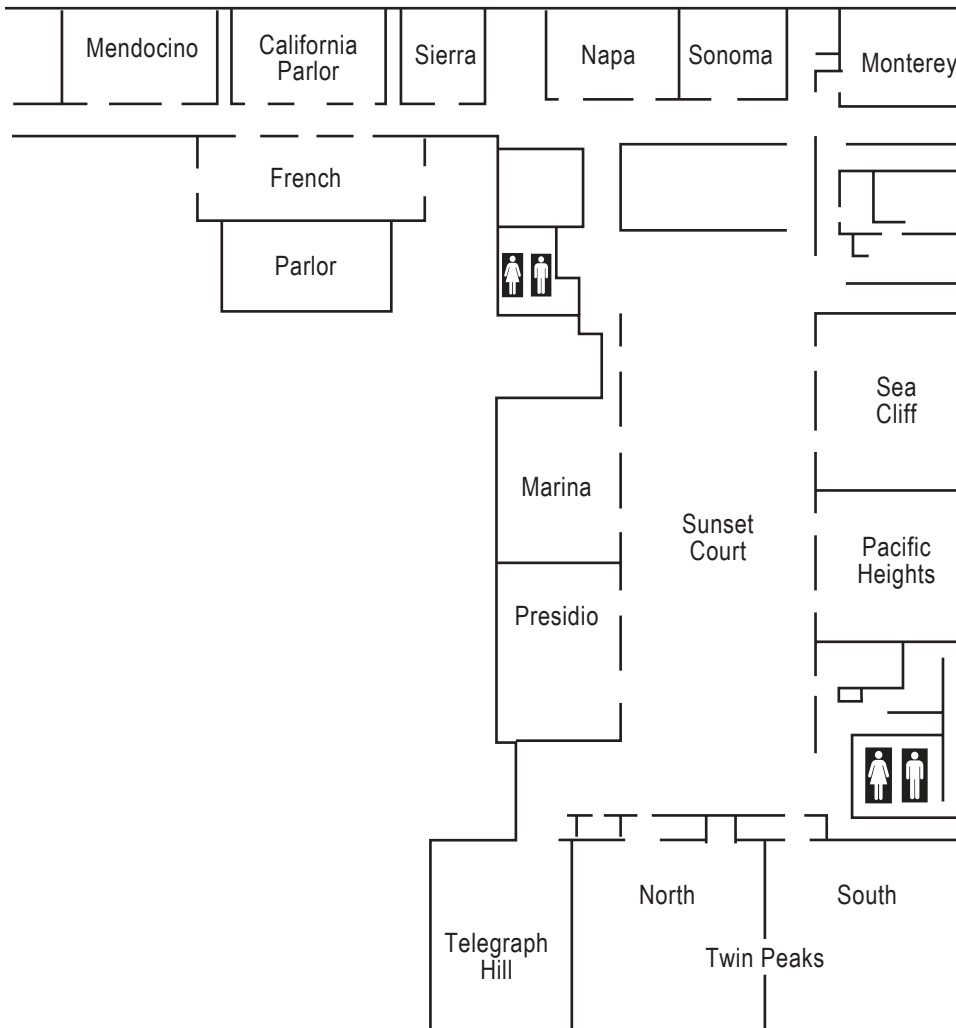 Mendocino
California
Parlor
Sierra
Napa
Sonoma
Monterey
French
Parlor
Sea
Cliff
Marina
Sunset
Court
Pacific
Heights
Presidio
North
South
Telegraph
Hill
Twin Peaks